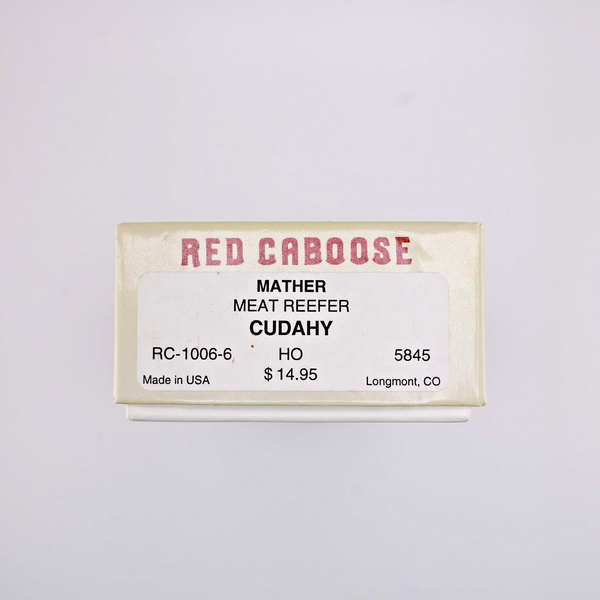 RED CABOOSE
MATHER
MEAT REEFER
CUDAHY
RC-1006-6 HO 5845
$ 14.95
Made in USA Longmont, CO